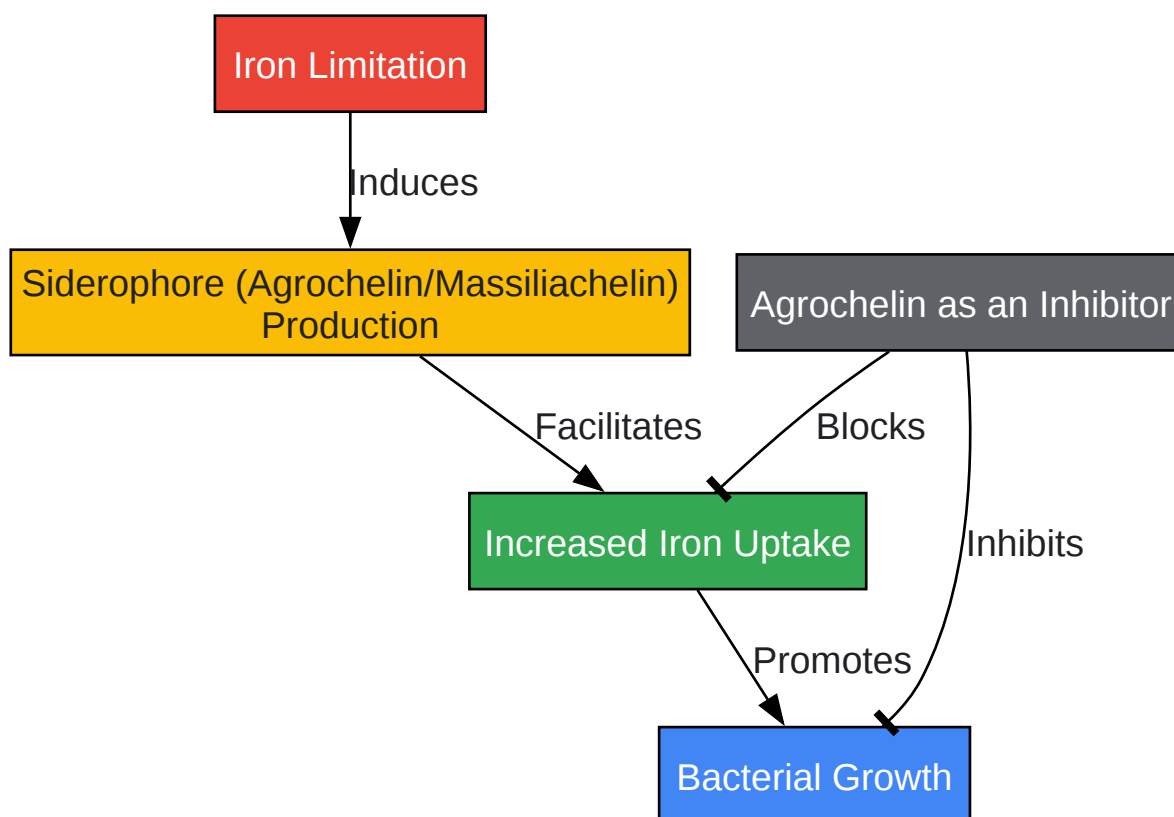 Iron Limitation
Induces
Siderophore (Agrochelin/Massiliachelin)
Production
Agrochelin as an Inhibitor
Facilitates
Blocks
Increased Iron Uptake
Inhibits
Promotes
Bacterial Growth